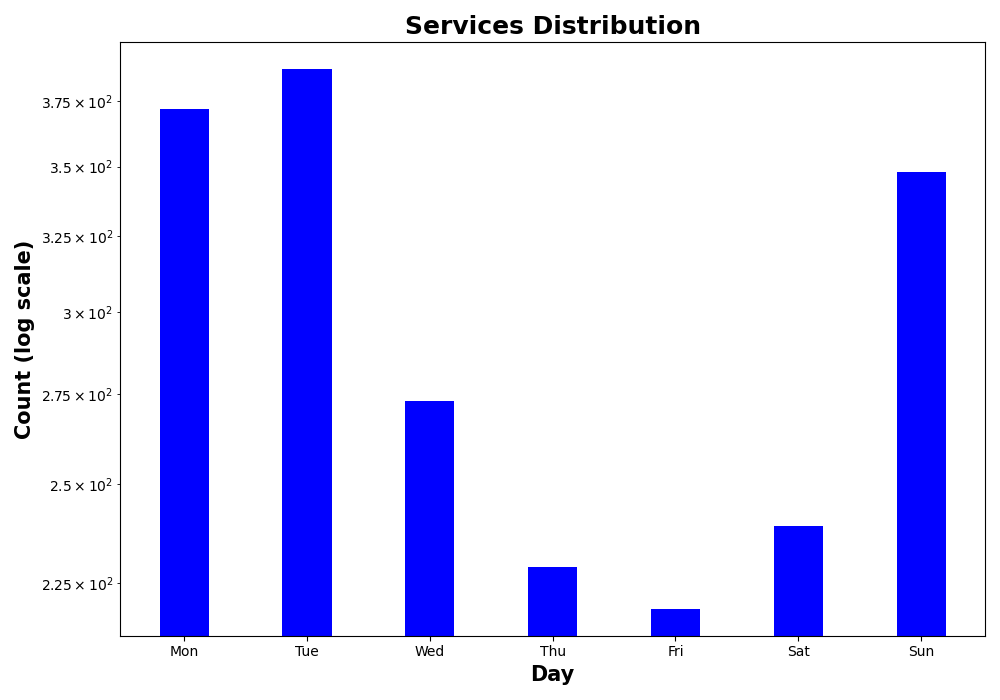 Services Distribution
3.75 × 10²
3.5 × 10²
3.25 × 10²
3 × 10²
2.75 × 10²
2.5 × 10²
2.25 × 10²
Count (log scale)
Mon Tue Wed Thu Fri Sat Sun
Day